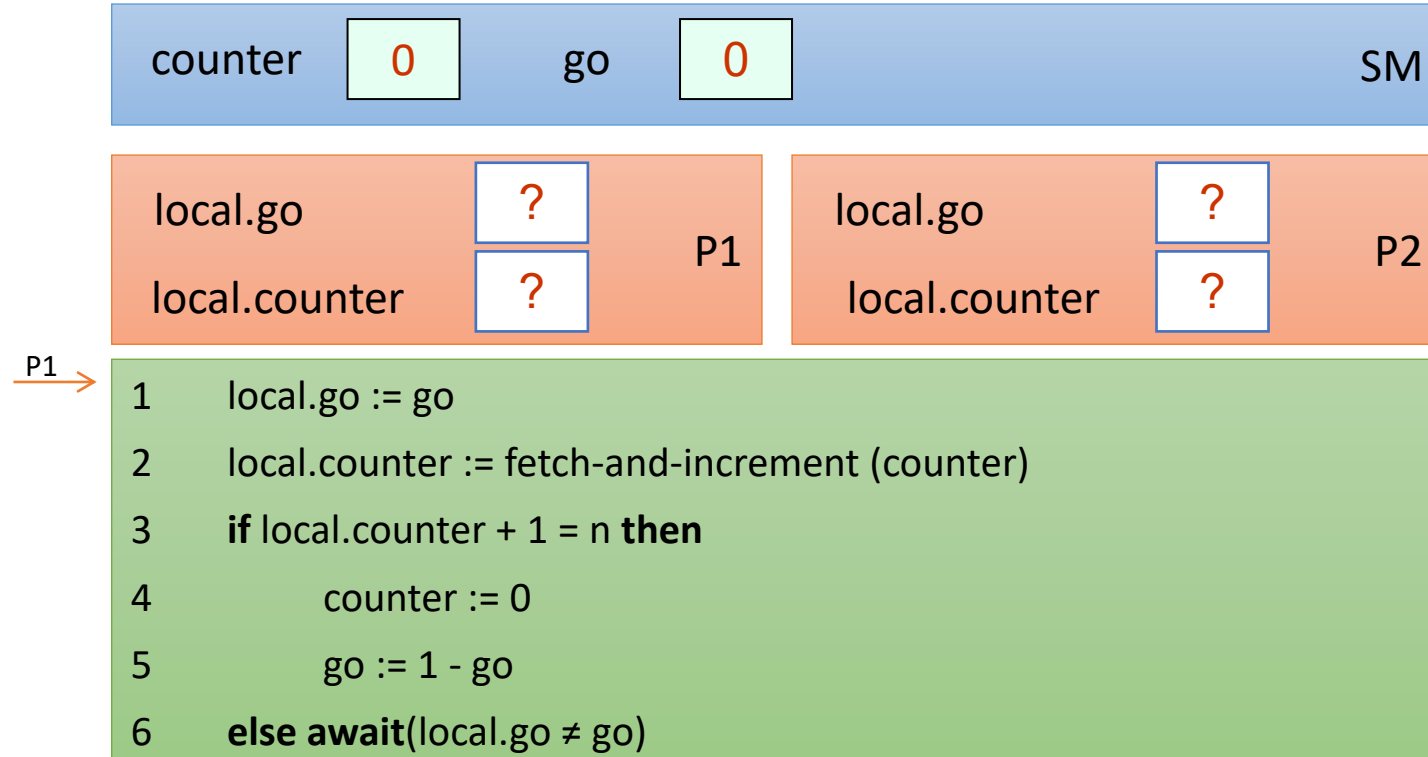 counter 0 go 0 SM
local.go ? local.go ?
P1 P2
local.counter ? local.counter ?
P1
1 local.go := go
2 local.counter := fetch-and-increment (counter)
3 if local.counter + 1 = n then
4 counter := 0
5 go := 1 - go
6 else await(local.go ≠ go)